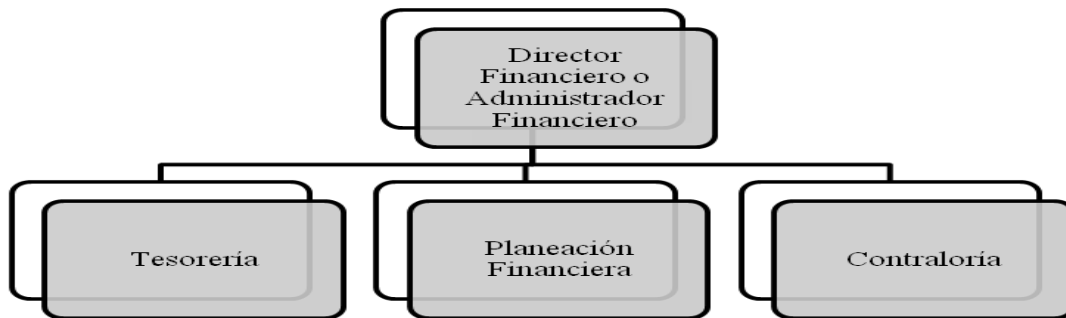 Director
Financiero o
Administrador
Financiero
Tesorería
Planeación
Financiera
Contraloría